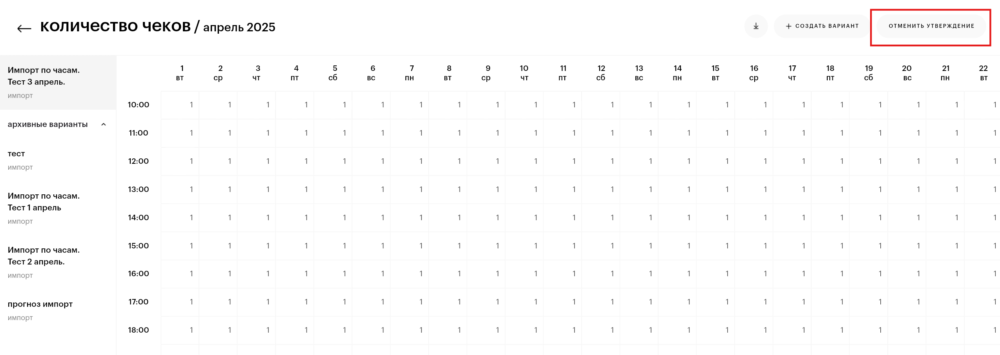 количество чеков / апрель 2025
СОЗДАТЬ ВАРИАНТ
ОТМЕНИТЬ УТВЕРЖДЕНИЕ
Импорт по часам.
Тест 3 апрель.
импорт
архивные варианты
тест
импорт
Импорт по часам.
Тест 1 апрель
импорт
Импорт по часам.
Тест 2 апрель.
импорт
прогноз импорт
импорт
1 2 3 4 5 6 7 8 9 10 11 12 13 14 15 16 17 18 19 20 21 22
вт ср чт пт сб вс пн вт ср чт пт сб вс пн вт ср чт пт сб вс пн вт
10:00 1 1 1 1 1 1 1 1 1 1 1 1 1 1 1 1 1 1 1 1 1 1
11:00 1 1 1 1 1 1 1 1 1 1 1 1 1 1 1 1 1 1 1 1 1 1
12:00 1 1 1 1 1 1 1 1 1 1 1 1 1 1 1 1 1 1 1 1 1 1
13:00 1 1 1 1 1 1 1 1 1 1 1 1 1 1 1 1 1 1 1 1 1 1
14:00 1 1 1 1 1 1 1 1 1 1 1 1 1 1 1 1 1 1 1 1 1 1
15:00 1 1 1 1 1 1 1 1 1 1 1 1 1 1 1 1 1 1 1 1 1 1
16:00 1 1 1 1 1 1 1 1 1 1 1 1 1 1 1 1 1 1 1 1 1 1
17:00 1 1 1 1 1 1 1 1 1 1 1 1 1 1 1 1 1 1 1 1 1 1
18:00 1 1 1 1 1 1 1 1 1 1 1 1 1 1 1 1 1 1 1 1 1 1